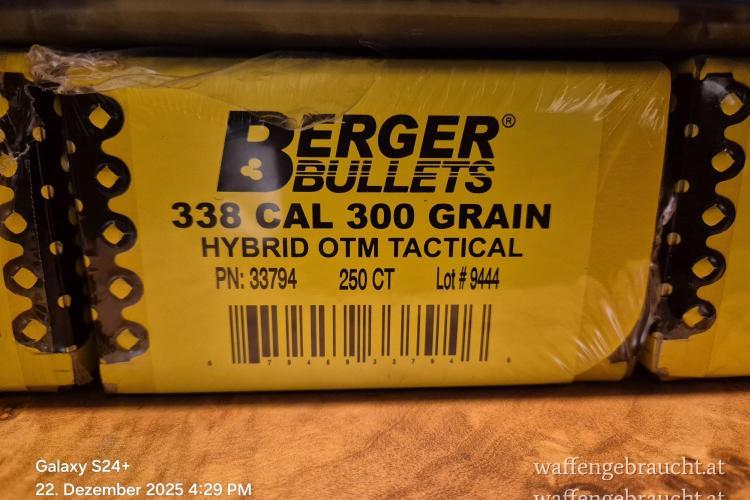 BERGER®
BULLETS
338 CAL 300 GRAIN
HYBRID OTM TACTICAL
PN: 33794 250 CT Lot # 9444
Galaxy S24+
22. Dezember 2025 4:29 PM
waffengebraucht.at
waffengebraucht.at